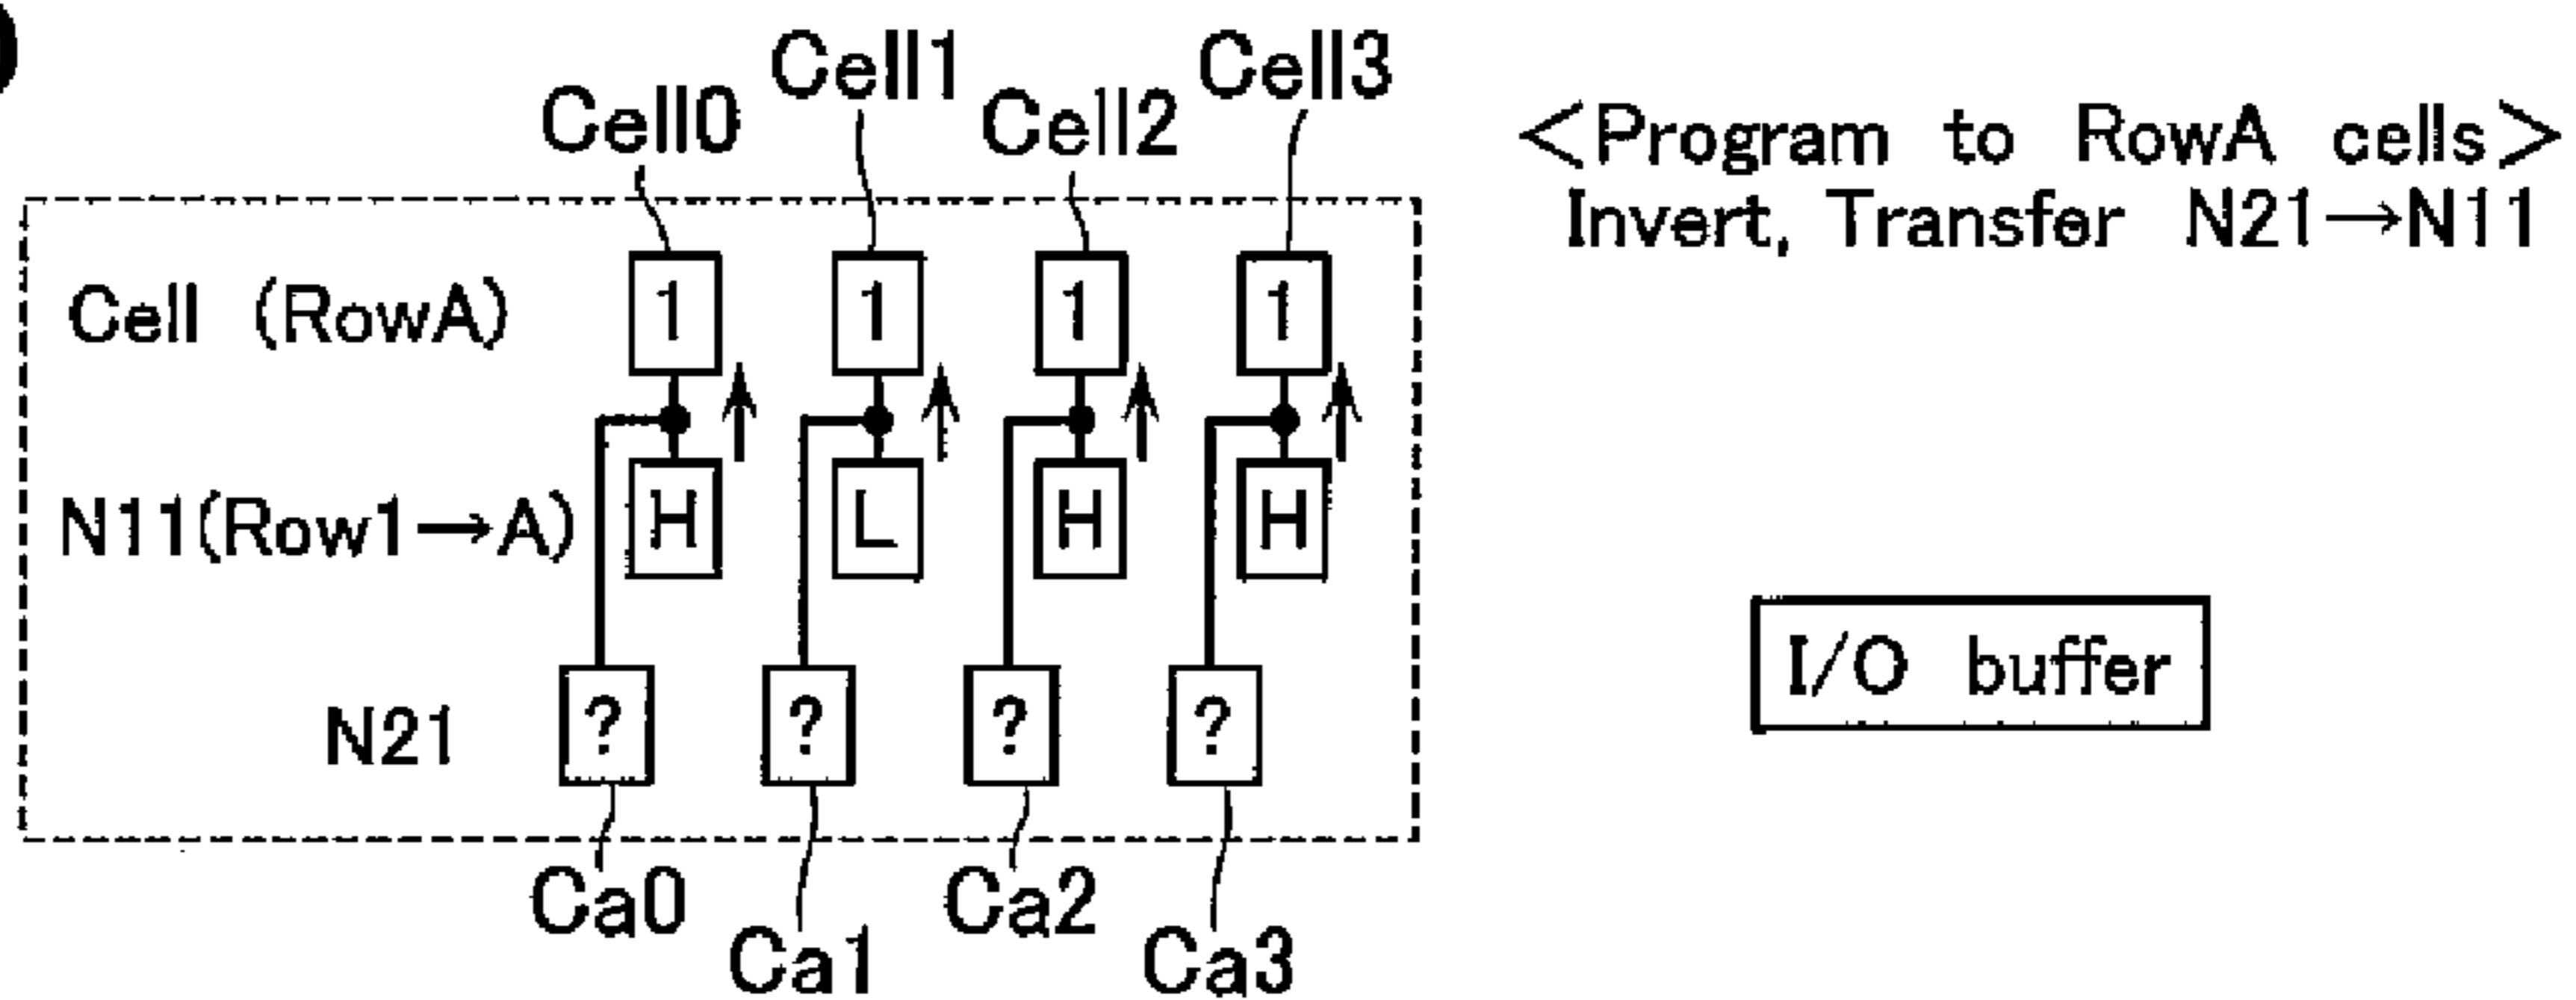 Cell0 Cell1 Cell2 Cell3
<Program to RowA cells>
Invert, Transfer N21→N11
Cell (RowA) 1 1 1 1
N11(Row1→A) H L H H
N21 ? ? ? ?
I/O buffer
Ca0 Ca1 Ca2 Ca3